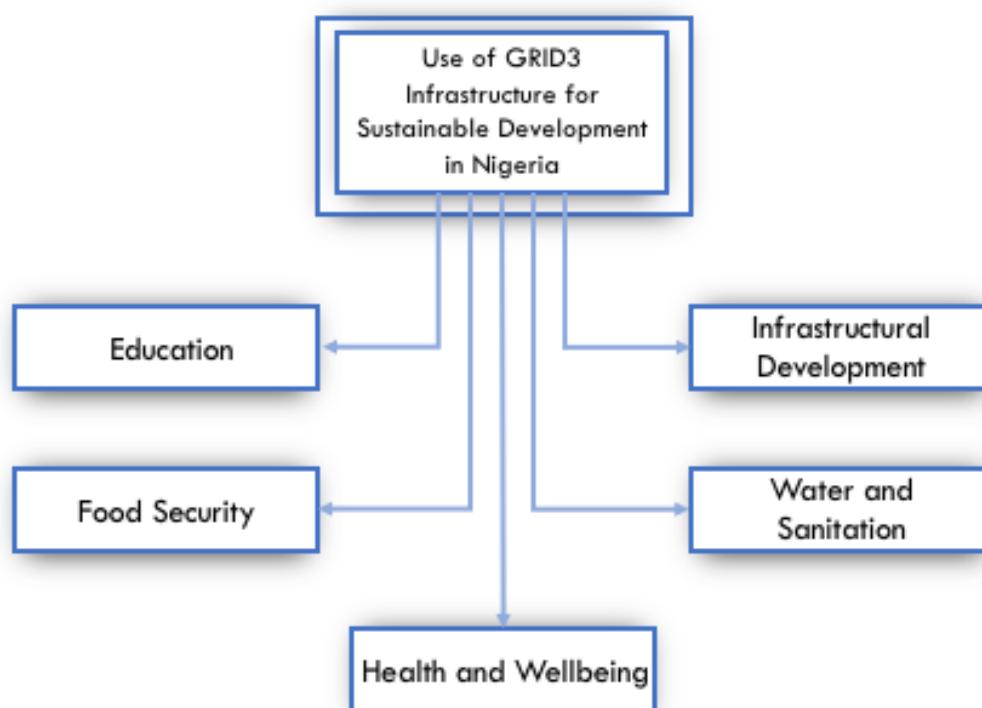 Use of GRID3
Infrastructure for
Sustainable Development
in Nigeria
Education
Infrastructural
Development
Food Security
Water and
Sanitation
Health and Wellbeing